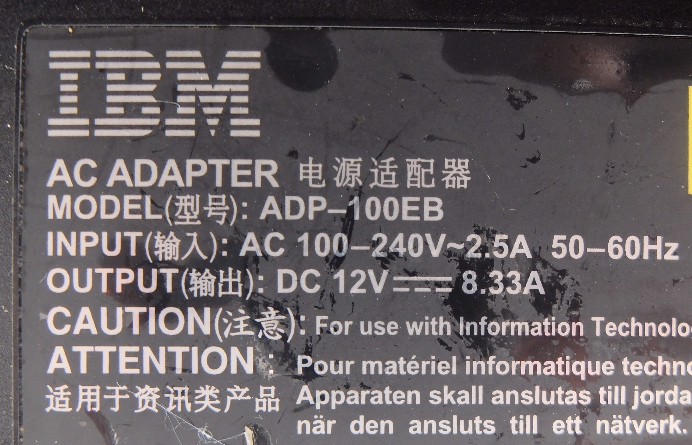 IBM
AC ADAPTER 电源适配器
MODEL(型号): ADP–100EB
INPUT(输入): AC 100–240V~2.5A 50–60Hz
OUTPUT(输出): DC 12V⎓8.33A
CAUTION(注意): For use with Information Technolo
ATTENTION : Pour matériel informatique techno
适用于资讯类产品 Apparaten skall anslutas till jorda
när den ansluts till ett nätverk.